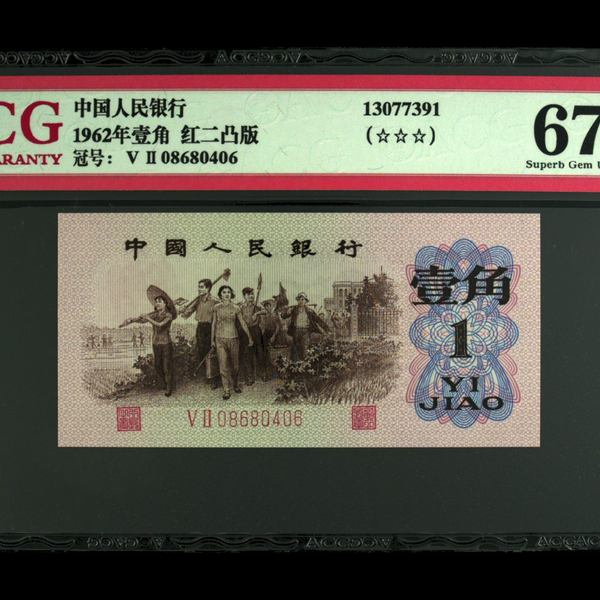 CG
ARANTY
中国人民银行
1962年壹角 红二凸版
冠号: V II 08680406
13077391
(☆☆☆)
67
Superb Gem U
中國人民銀行
壹角
1
YI
JIAO
V II 08680406